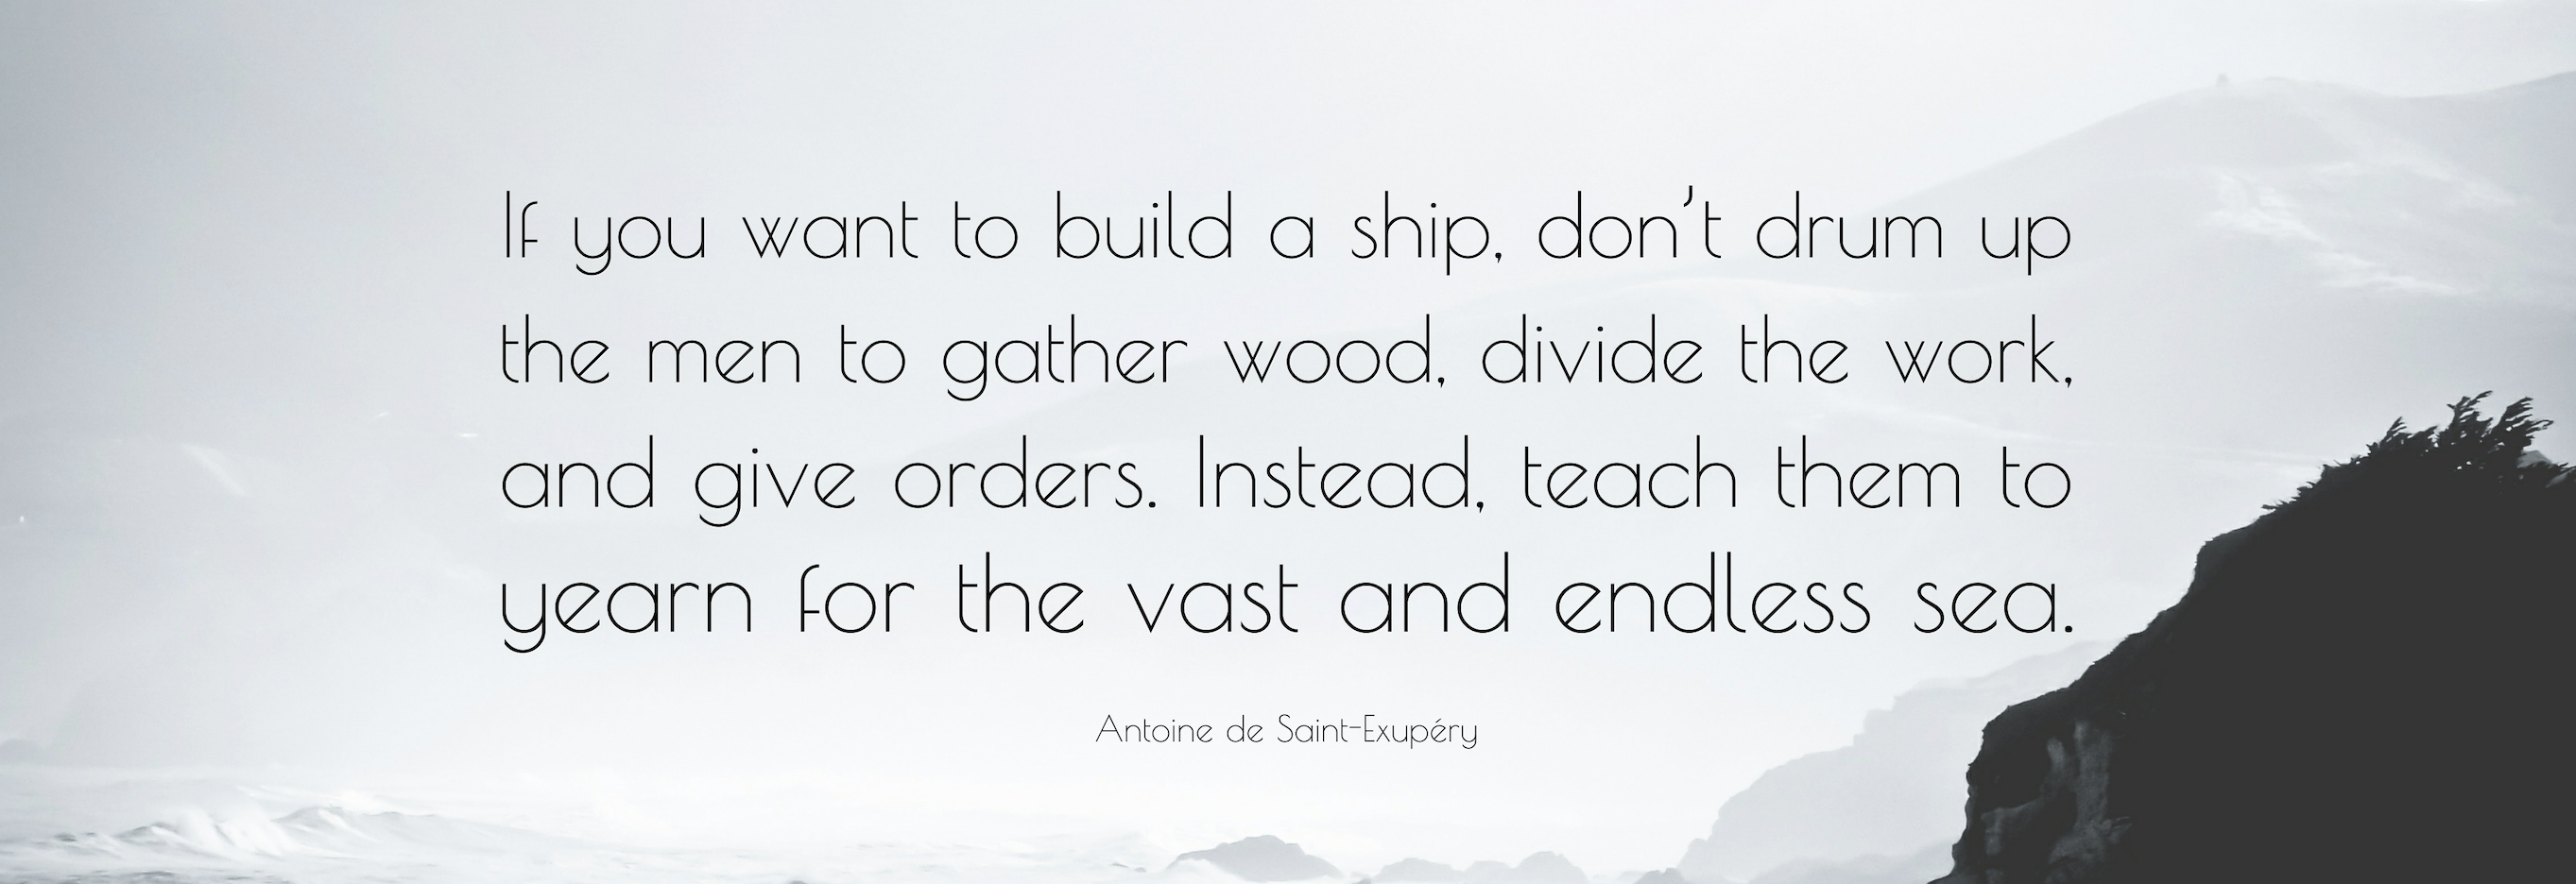 If you want to build a ship, don’t drum up
the men to gather wood, divide the work,
and give orders. Instead, teach them to
yearn for the vast and endless sea.
Antoine de Saint-Exupéry